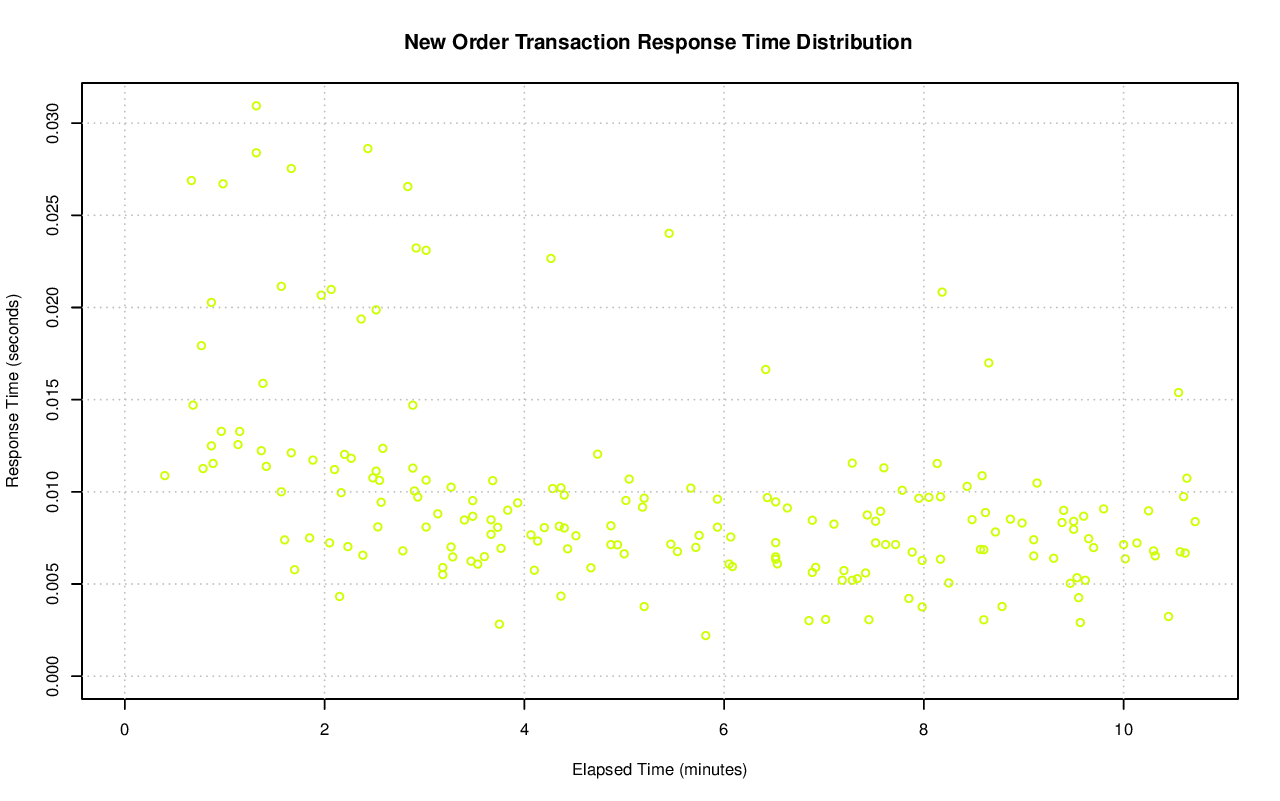 New Order Transaction Response Time Distribution
Response Time (seconds)
0.030
0.025
0.020
0.015
0.010
0.005
0.000
0 2 4 6 8 10
Elapsed Time (minutes)